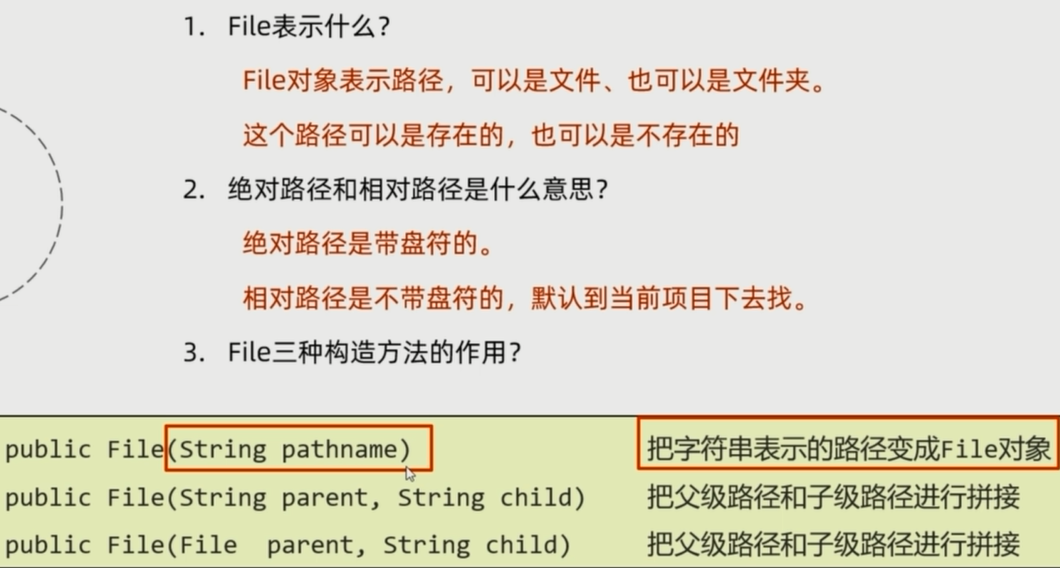 1. File表示什么？
File对象表示路径，可以是文件、也可以是文件夹。
这个路径可以是存在的，也可以是不存在的
2. 绝对路径和相对路径是什么意思？
绝对路径是带盘符的。
相对路径是不带盘符的，默认到当前项目下去找。
3. File三种构造方法的作用？
public File(String pathname) 把字符串表示的路径变成File对象
public File(String parent, String child) 把父级路径和子级路径进行拼接
public File(File  parent, String child) 把父级路径和子级路径进行拼接